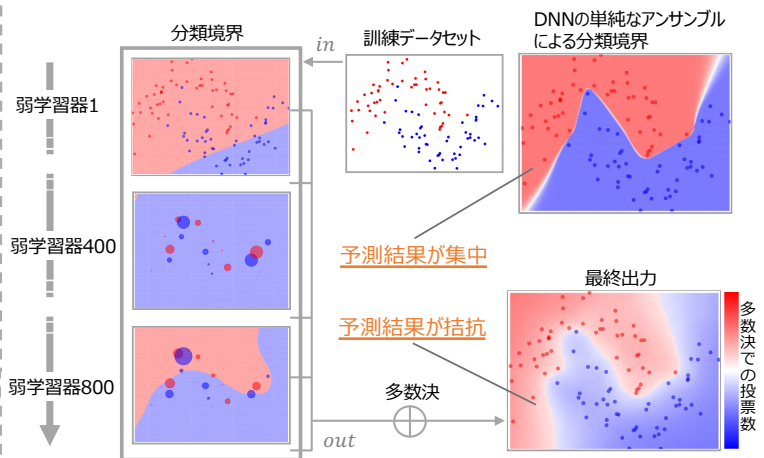 分類境界
in
訓練データセット
DNNの単純なアンサンブル
による分類境界
弱学習器1
弱学習器400
予測結果が集中
最終出力
予測結果が拮抗
弱学習器800
多数決
out
多数決での投票数